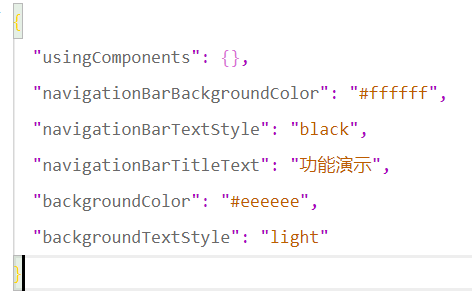 {
"usingComponents": {},
"navigationBarBackgroundColor": "#ffffff",
"navigationBarTextStyle": "black",
"navigationBarTitleText": "功能演示",
"backgroundColor": "#eeeeee",
"backgroundTextStyle": "light"
}